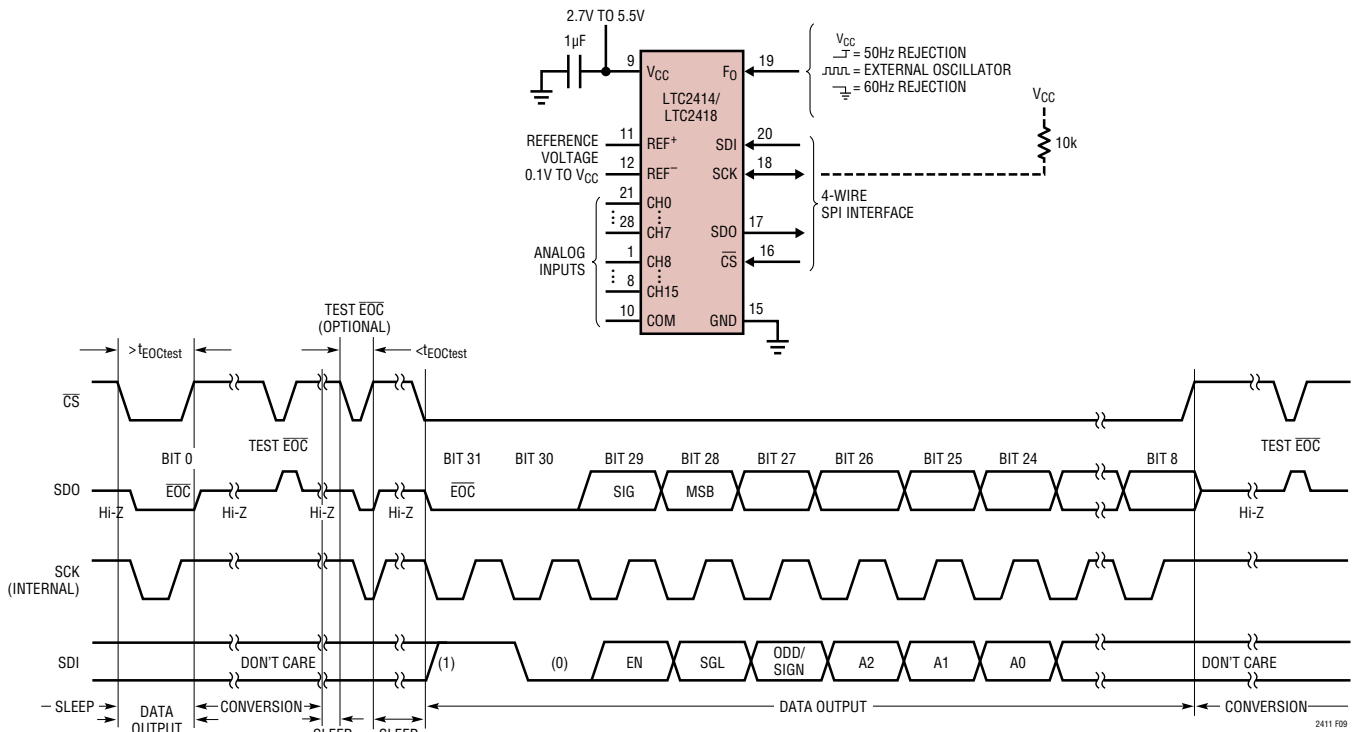 2.7V TO 5.5V
1µF
9
VCC
FO
19
VCC
= 50Hz REJECTION
= EXTERNAL OSCILLATOR
= 60Hz REJECTION
LTC2414/
LTC2418
VCC
10k
REFERENCE
VOLTAGE
0.1V TO VCC
11
REF+
12
REF–
SDI
20
SCK
18
4-WIRE
SPI INTERFACE
21
CH0
28
CH7
SDO
17
ANALOG
INPUTS
1
CH8
CS
16
8
CH15
10
COM
GND
15
TEST EOC
(OPTIONAL)
>tEOCtest
<tEOCtest
CS
TEST EOC
TEST EOC
BIT 0
BIT 31
BIT 30
BIT 29
BIT 28
BIT 27
BIT 26
BIT 25
BIT 24
BIT 8
SDO
EOC
EOC
SIG
MSB
Hi-Z
Hi-Z
Hi-Z
Hi-Z
Hi-Z
SCK
(INTERNAL)
SDI
DON'T CARE
(1)
(0)
EN
SGL
ODD/
SIGN
A2
A1
A0
DON'T CARE
SLEEP
DATA
OUTPUT
CONVERSION
SLEEP
SLEEP
DATA OUTPUT
CONVERSION
2411 F09